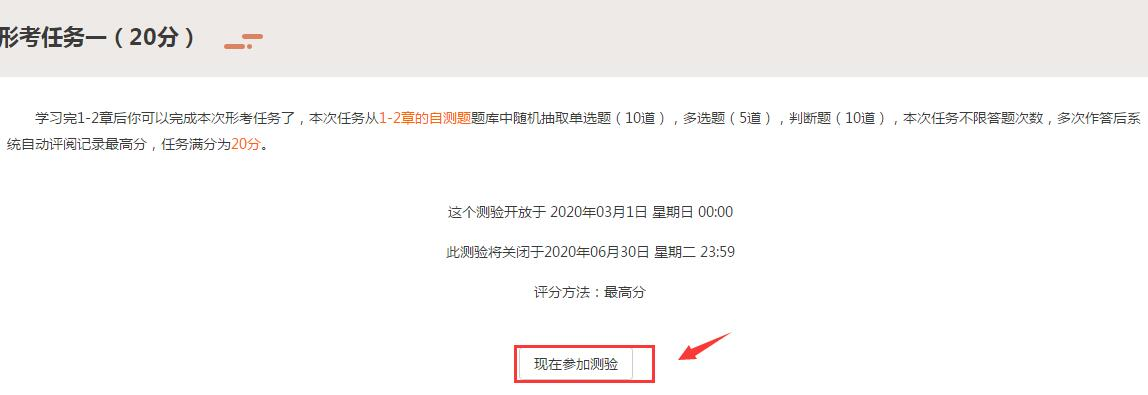 形考任务一（20分）
学习完1-2章后你可以完成本次形考任务了，本次任务从1-2章的自测题题库中随机抽取单选题（10道），多选题（5道），判断题（10道），本次任务不限答题次数，多次作答后系
统自动评阅记录最高分，任务满分为20分。
这个测验开放于 2020年03月1日 星期日 00:00
此测验将关闭于2020年06月30日 星期二 23:59
评分方法：最高分
现在参加测验